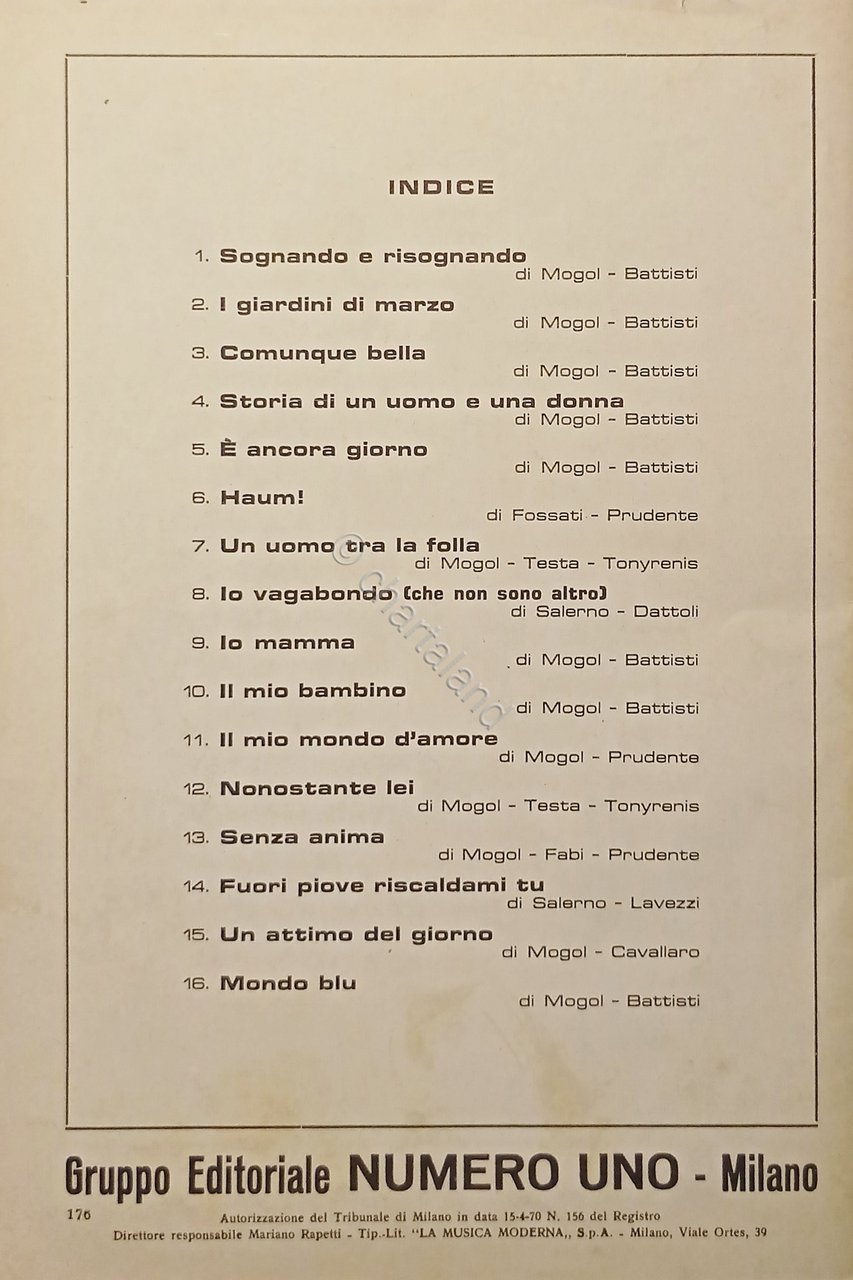 INDICE
1. Sognando e risognando
di Mogol - Battisti
2. I giardini di marzo
di Mogol - Battisti
3. Comunque bella
di Mogol - Battisti
4. Storia di un uomo e una donna
di Mogol - Battisti
5. È ancora giorno
di Mogol - Battisti
6. Haum!
di Fossati - Prudente
7. Un uomo tra la folla
di Mogol - Testa - Tonyrenis
8. Io vagabondo (che non sono altro)
di Salerno - Dattoli
9. Io mamma
di Mogol - Battisti
10. Il mio bambino
di Mogol - Battisti
11. Il mio mondo d'amore
di Mogol - Prudente
12. Nonostante lei
di Mogol - Testa - Tonyrenis
13. Senza anima
di Mogol - Fabi - Prudente
14. Fuori piove riscaldami tu
di Salerno - Lavezzi
15. Un attimo del giorno
di Mogol - Cavallaro
16. Mondo blu
di Mogol - Battisti
© chartaland
Gruppo Editoriale NUMERO UNO - Milano
176
Autorizzazione del Tribunale di Milano in data 15-4-70 N. 156 del Registro
Direttore responsabile Mariano Rapetti - Tip.-Lit. "LA MUSICA MODERNA,, S.p.A. - Milano, Viale Ortes, 39